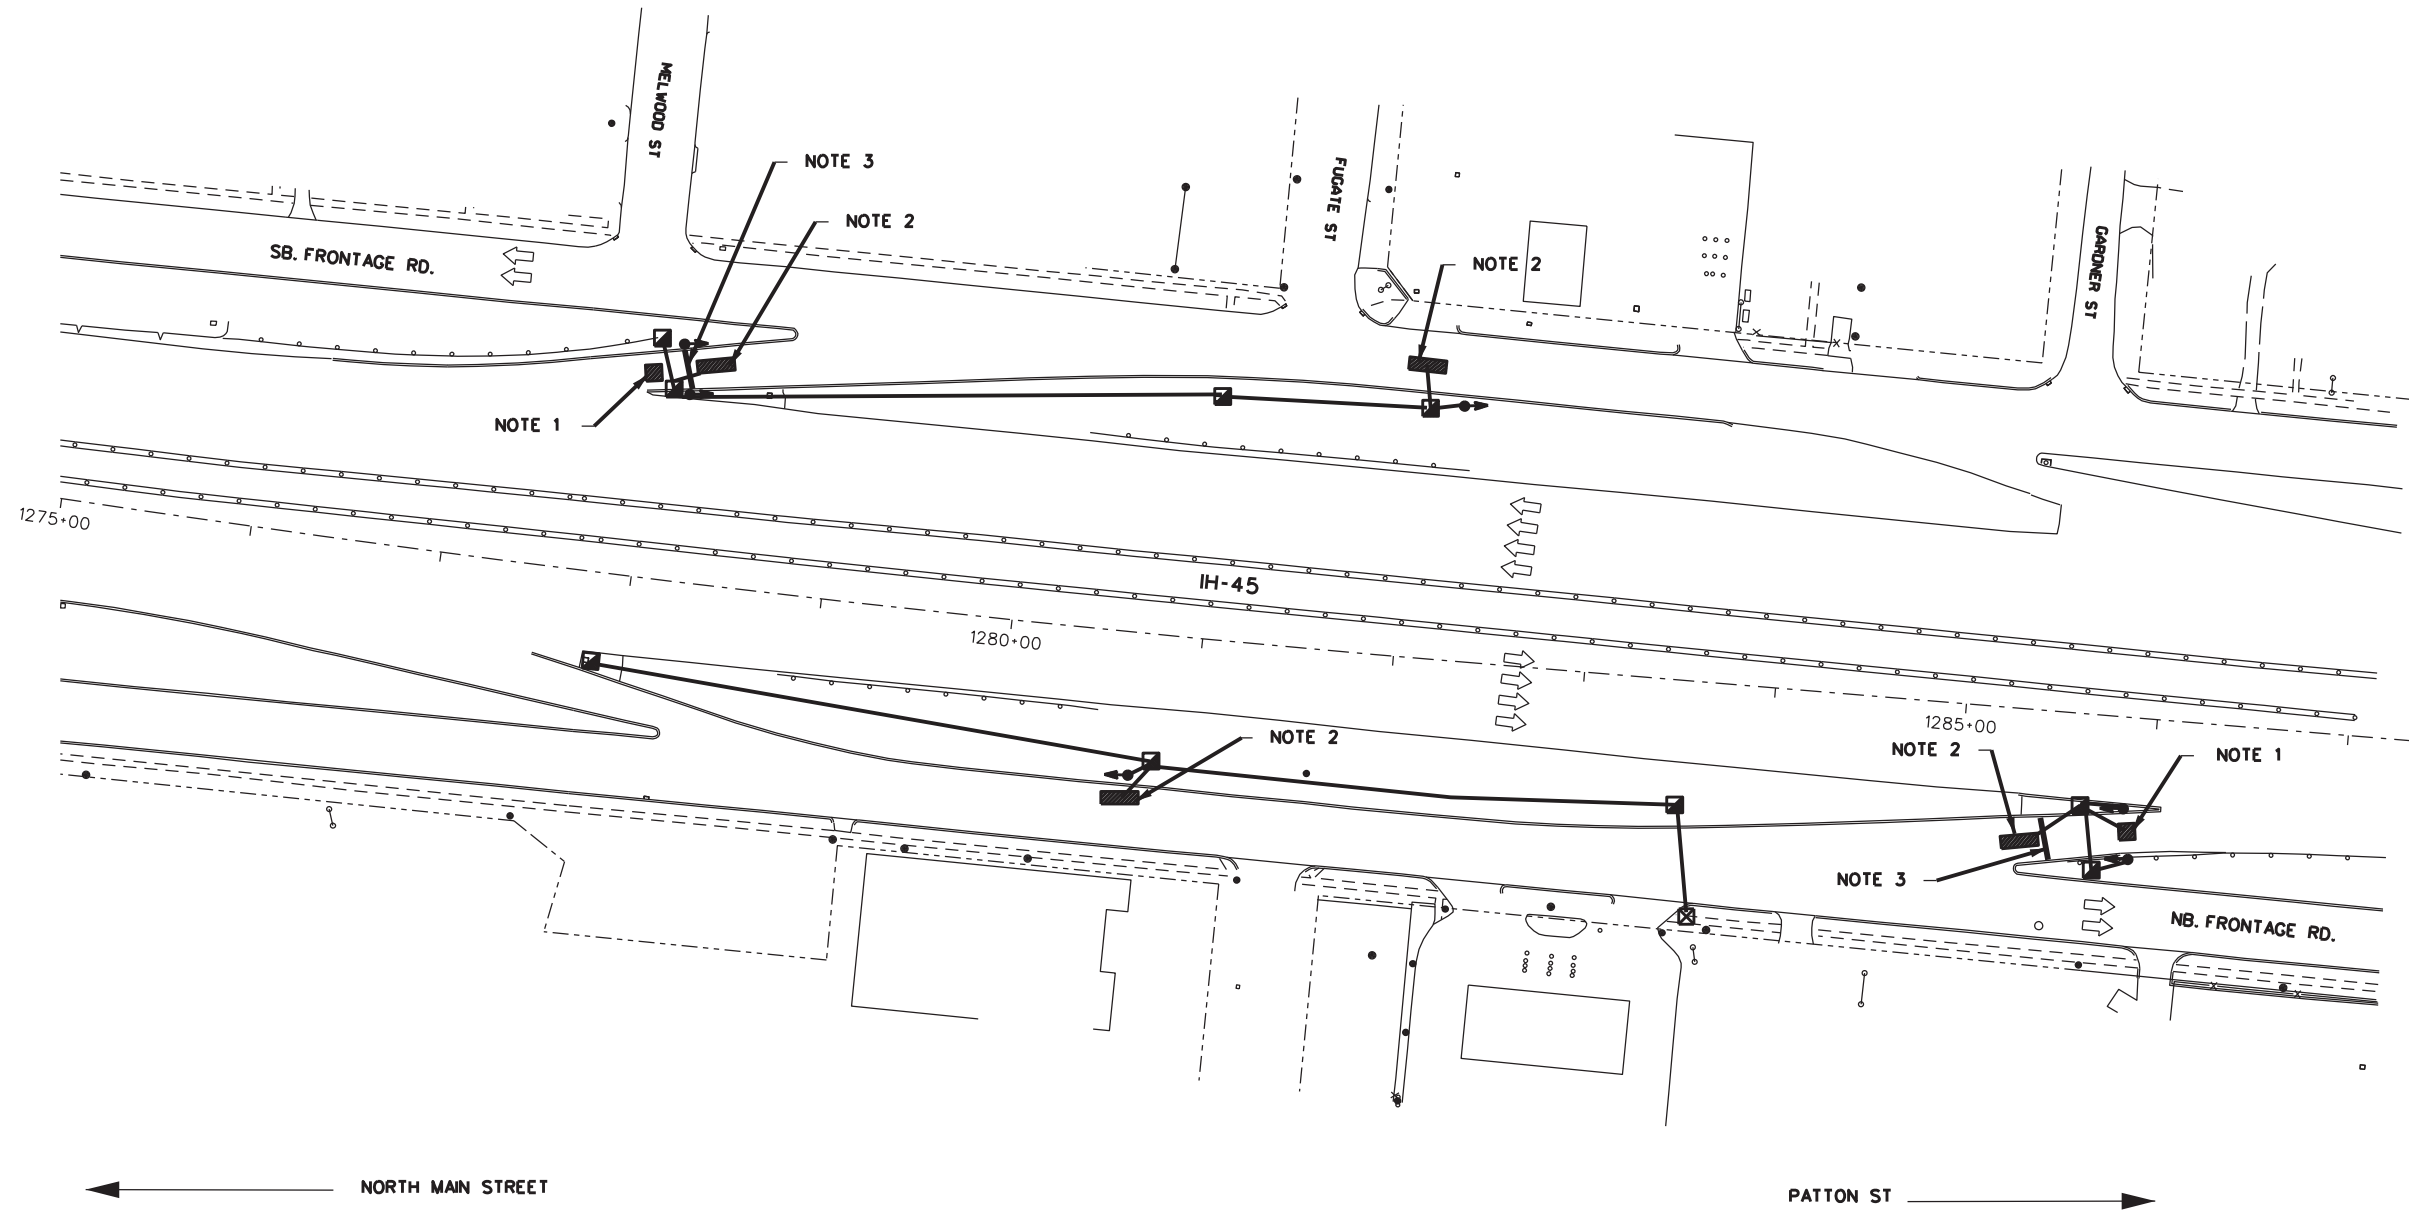 MELWOOD ST
NOTE 3
FUGATE ST
NOTE 2
GARDNER ST
SB. FRONTAGE RD.
NOTE 2
NOTE 1
1275+00
IH-45
1280+00
1285+00
NOTE 2
NOTE 2
NOTE 1
NOTE 3
NB. FRONTAGE RD.
NORTH MAIN STREET
PATTON ST